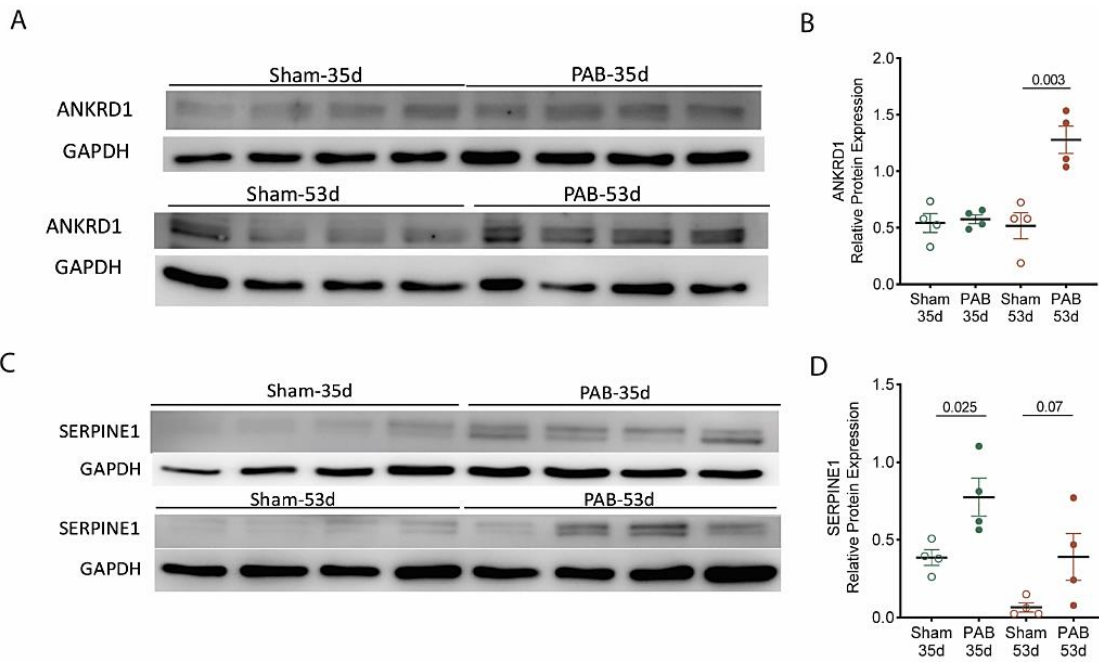 A
Sham-35d PAB-35d
ANKRD1
GAPDH
Sham-53d PAB-53d
ANKRD1
GAPDH
B
2.0
1.5
1.0
0.5
0.0
ANKRD1
Relative Protein Expression
0.003
Sham PAB Sham PAB
35d 35d 53d 53d
C
Sham-35d PAB-35d
SERPINE1
GAPDH
Sham-53d PAB-53d
SERPINE1
GAPDH
D
1.5
1.0
0.5
0.0
SERPINE1
Relative Protein Expression
0.025 0.07
Sham PAB Sham PAB
35d 35d 53d 53d